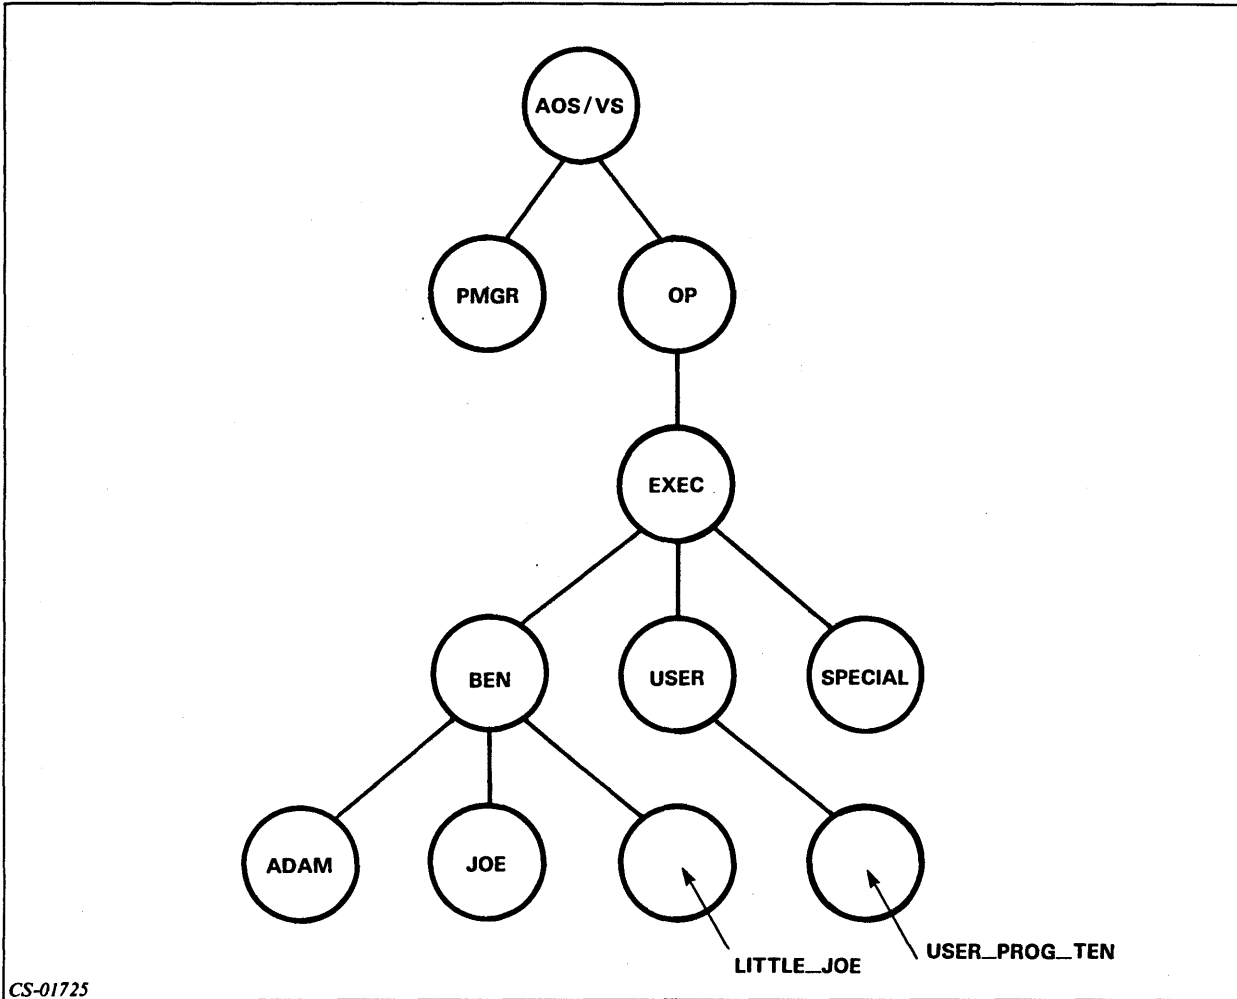 AOS/VS
PMGR
OP
EXEC
BEN
USER
SPECIAL
ADAM
JOE
LITTLE_JOE
USER_PROG_TEN
CS-01725